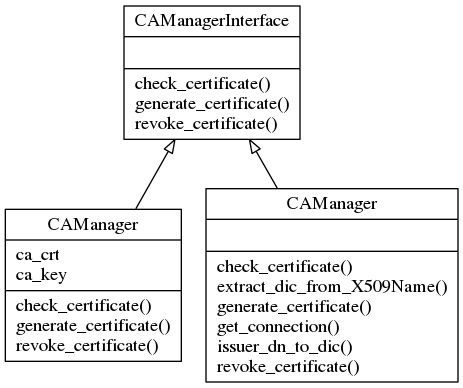 CAManagerInterface
check_certificate()
generate_certificate()
revoke_certificate()
CAManager
ca_crt
ca_key
check_certificate()
generate_certificate()
revoke_certificate()
CAManager
check_certificate()
extract_dic_from_X509Name()
generate_certificate()
get_connection()
issuer_dn_to_dic()
revoke_certificate()